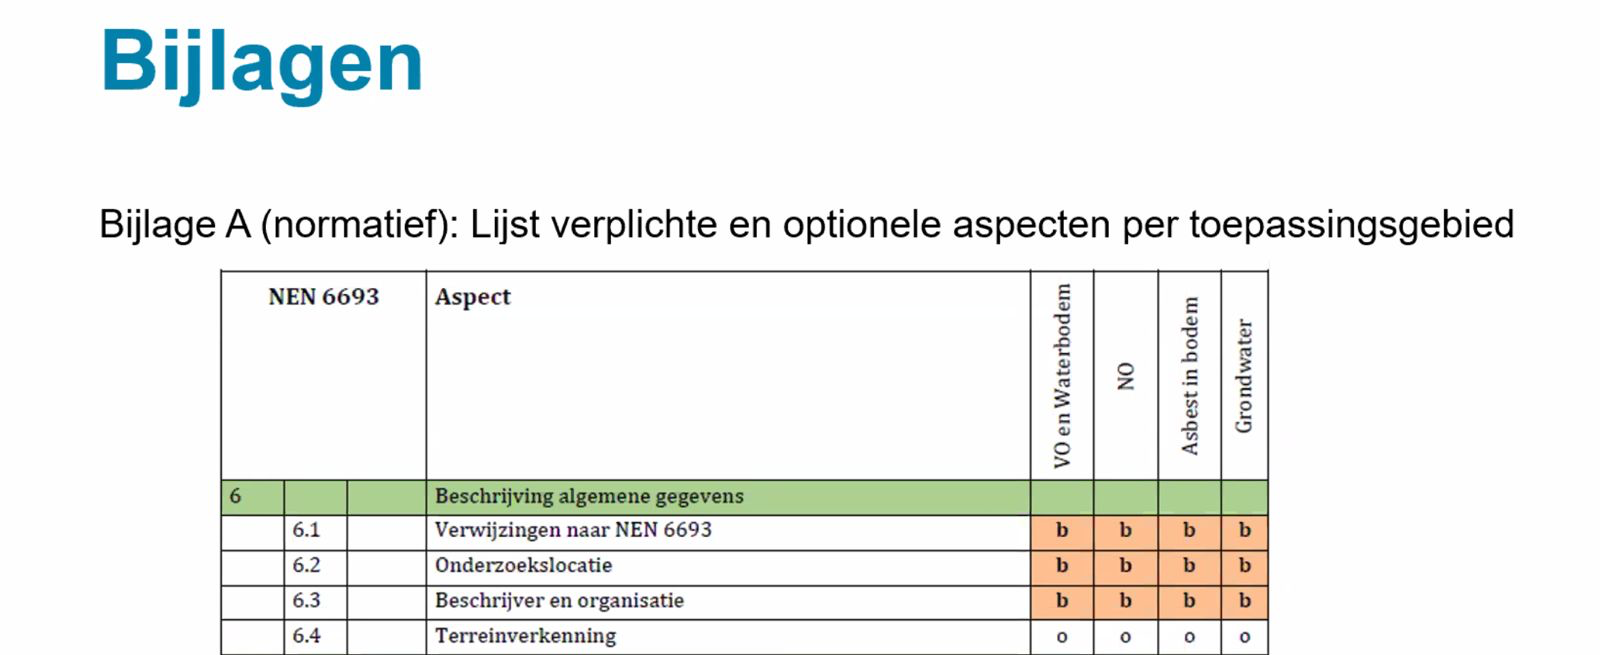 Bijlagen
Bijlage A (normatief): Lijst verplichte en optionele aspecten per toepassingsgebied
NEN 6693 Aspect VO en Waterbodem NO Asbest in bodem Grondwater
6 Beschrijving algemene gegevens
6.1 Verwijzingen naar NEN 6693 b b b b
6.2 Onderzoekslocatie b b b b
6.3 Beschrijver en organisatie b b b b
6.4 Terreinverkenning o o o o